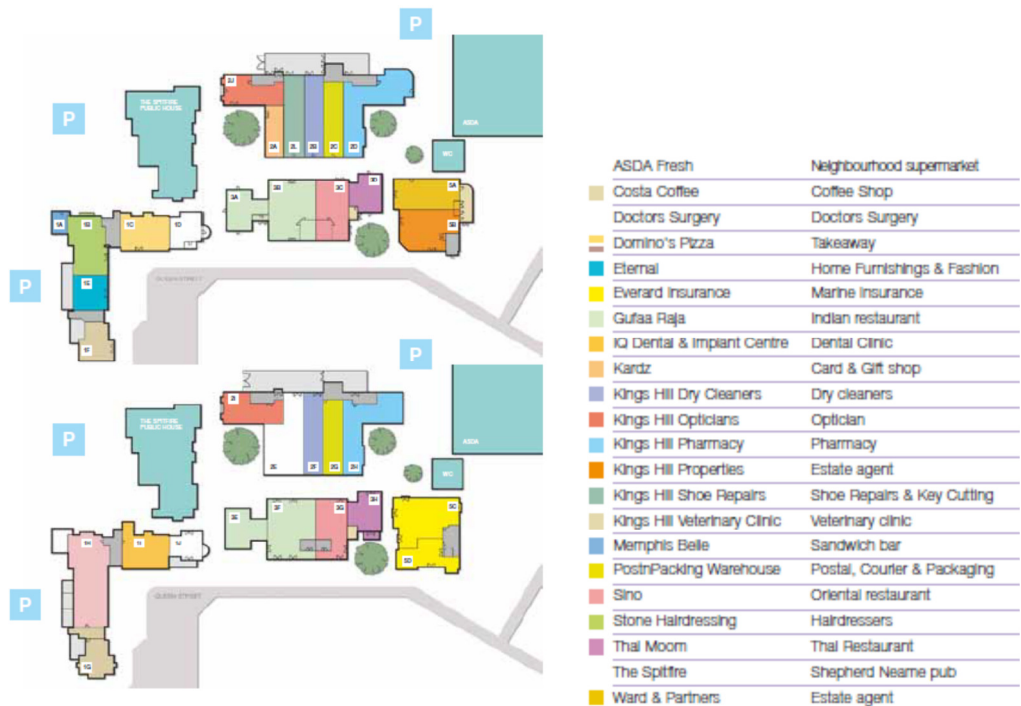 P
P
THE SPITFIRE
PUBLIC HOUSE
2J
2A
2L
2B
2C
2D
ASDA
WC
3A
3B
3C
3D
5A
5B
1A
1B
1C
1D
1E
P
1F
QUEEN STREET
P
P
THE SPITFIRE
PUBLIC HOUSE
2I
2E
2F
2G
2H
ASDA
WC
3E
3F
3G
3H
5C
5D
1H
1I
1J
P
1G
QUEEN STREET
ASDA Fresh Neighbourhood supermarket
Costa Coffee Coffee Shop
Doctors Surgery Doctors Surgery
Domino's Pizza Takeaway
Eternal Home Furnishings & Fashion
Everard Insurance Marine Insurance
Gufaa Raja Indian restaurant
IQ Dental & Implant Centre Dental Clinic
Kardz Card & Gift shop
Kings Hill Dry Cleaners Dry cleaners
Kings Hill Opticians Optician
Kings Hill Pharmacy Pharmacy
Kings Hill Properties Estate agent
Kings Hill Shoe Repairs Shoe Repairs & Key Cutting
Kings Hill Veterinary Clinic Veterinary clinic
Memphis Belle Sandwich bar
PostnPacking Warehouse Postal, Courier & Packaging
Sino Oriental restaurant
Stone Hairdressing Hairdressers
Thai Moom Thai Restaurant
The Spitfire Shepherd Neame pub
Ward & Partners Estate agent